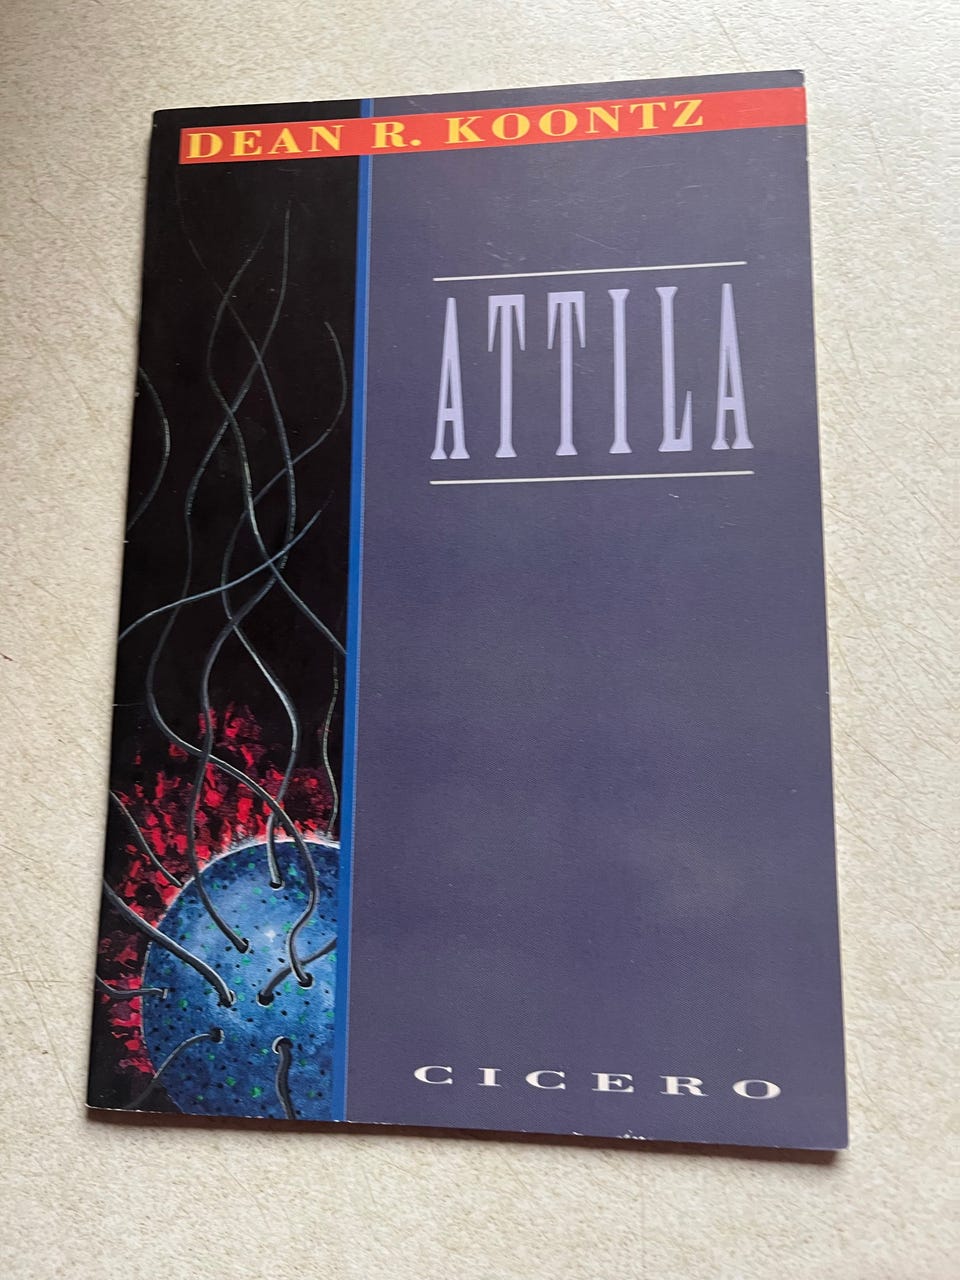 DEAN R. KOONTZ
ATTILA
CICERO